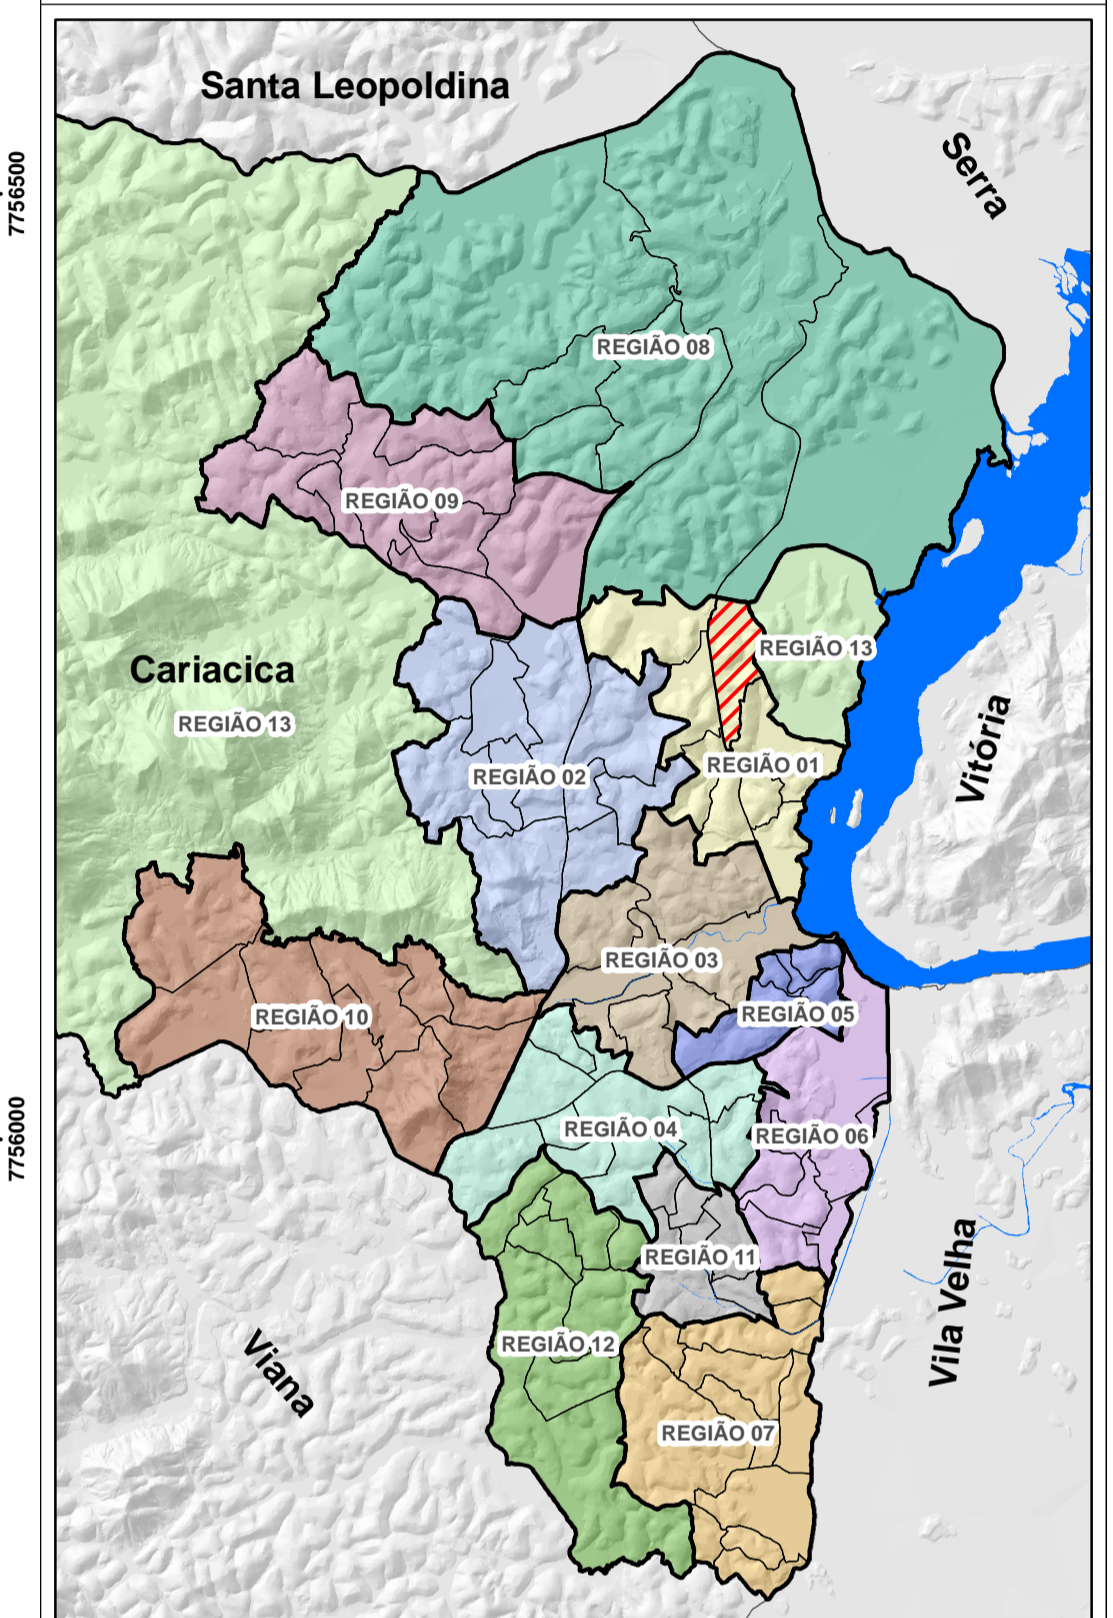 Santa Leopoldina
Serra
7756500
REGIÃO 08
REGIÃO 09
REGIÃO 13
Cariacica
REGIÃO 13
Vitória
REGIÃO 01
REGIÃO 02
REGIÃO 03
REGIÃO 05
REGIÃO 10
7756000
REGIÃO 04
REGIÃO 06
REGIÃO 11
Vila Velha
REGIÃO 12
Viana
REGIÃO 07